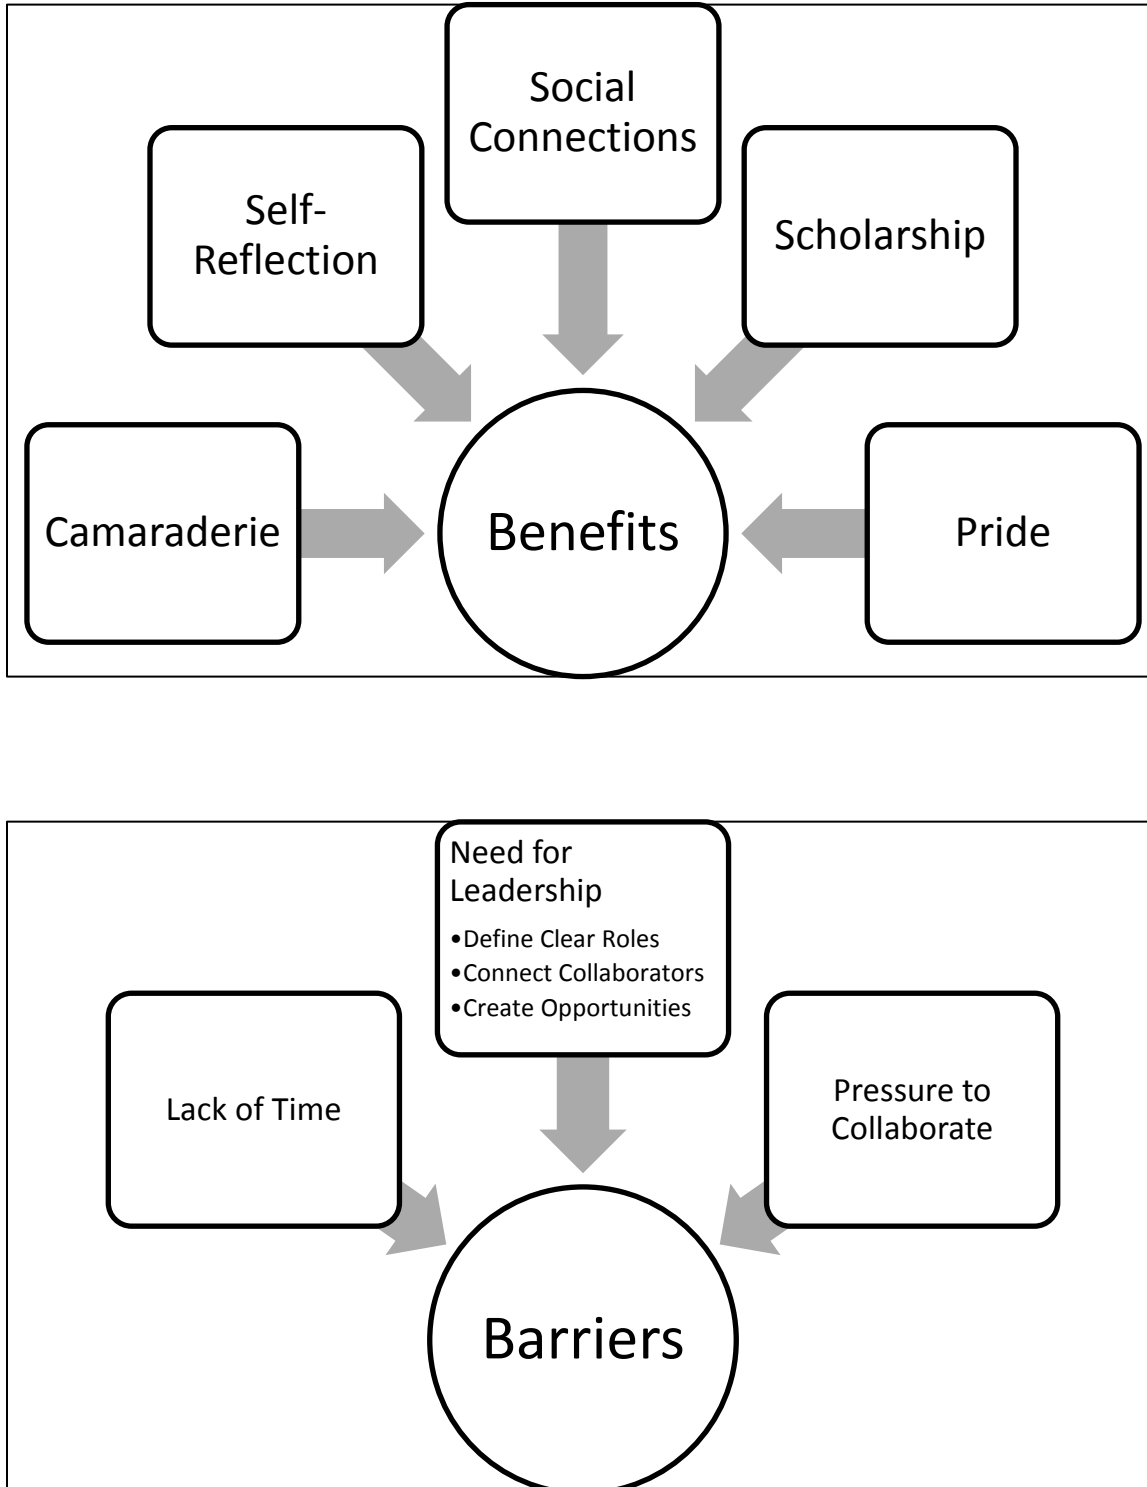 Social
Connections
Self-
Reflection
Scholarship
Camaraderie
Benefits
Pride
Need for
Leadership
•Define Clear Roles
•Connect Collaborators
•Create Opportunities
Lack of Time
Pressure to
Collaborate
Barriers